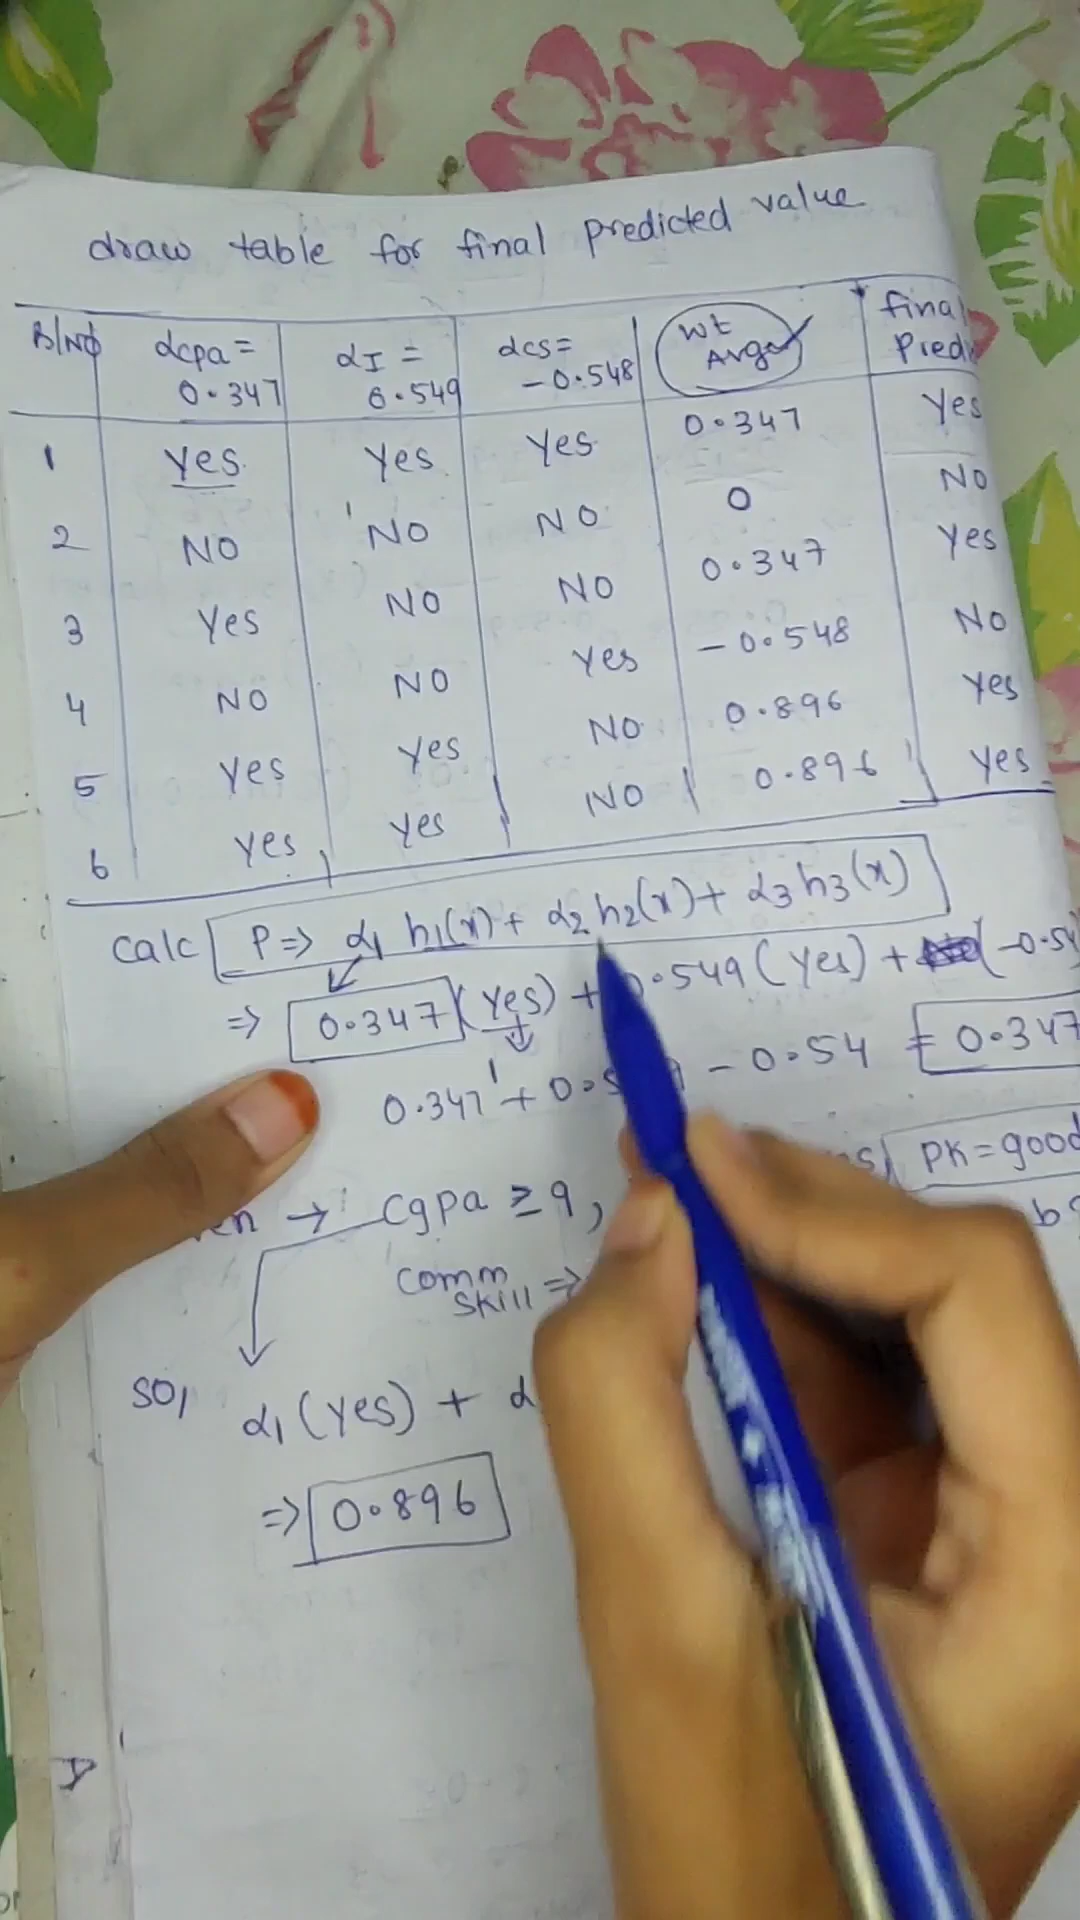 draw table for final predicted value
S/NO αcpa = 0.347 αI = 0.549 αcs = -0.548 Wt Avrg final Predn
1 Yes Yes Yes 0.347 Yes
2 NO NO NO 0 NO
3 Yes NO NO 0.347 Yes
4 NO NO Yes -0.548 No
5 Yes Yes NO 0.896 Yes
6 Yes Yes NO 0.896 Yes
Calc P => α1 h1(x) + α2 h2(x) + α3 h3(x)
=> 0.347 (Yes) + 0.549 (Yes) + (-0.54
0.347 + 0. - 0.54 = 0.347
→ Cgpa ≥ 9, PK = good
Comm Skill =>
SO, α1 (Yes) + α
=> 0.896